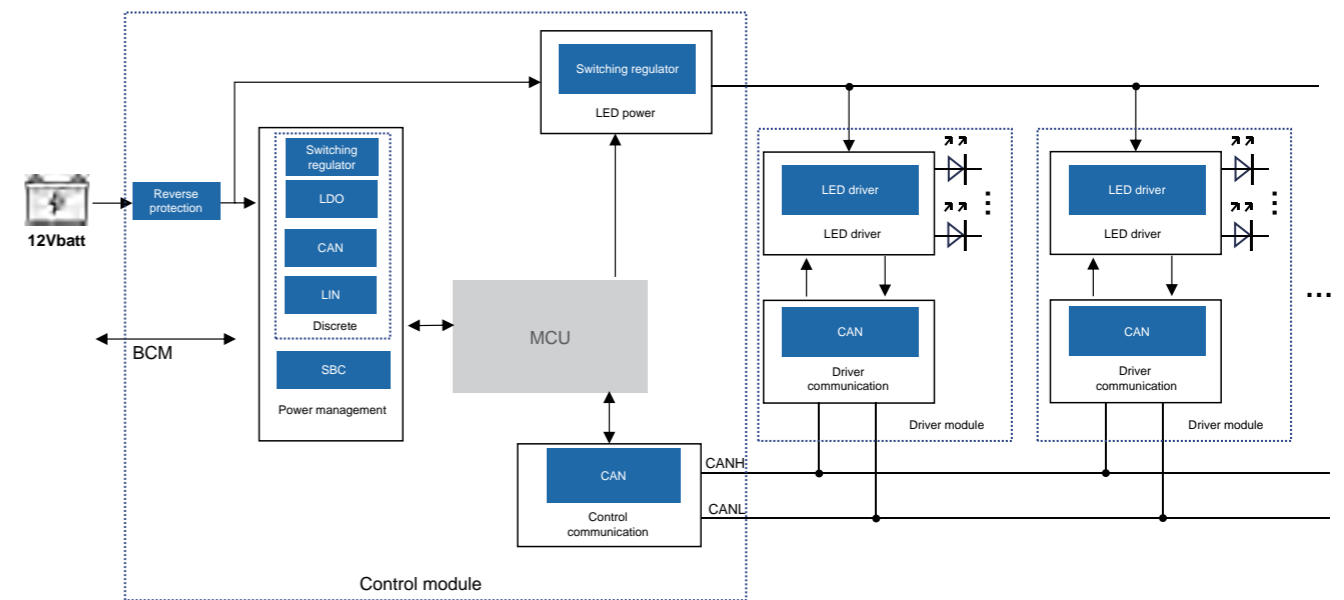 Switching regulator
LED power
Switching
regulator
LDO
CAN
LIN
Discrete
SBC
Power management
Reverse
protection
12Vbatt
BCM
MCU
CAN
Control
communication
CANH
CANL
Control module
LED driver
LED driver
CAN
Driver
communication
Driver module
LED driver
LED driver
CAN
Driver
communication
Driver module
...